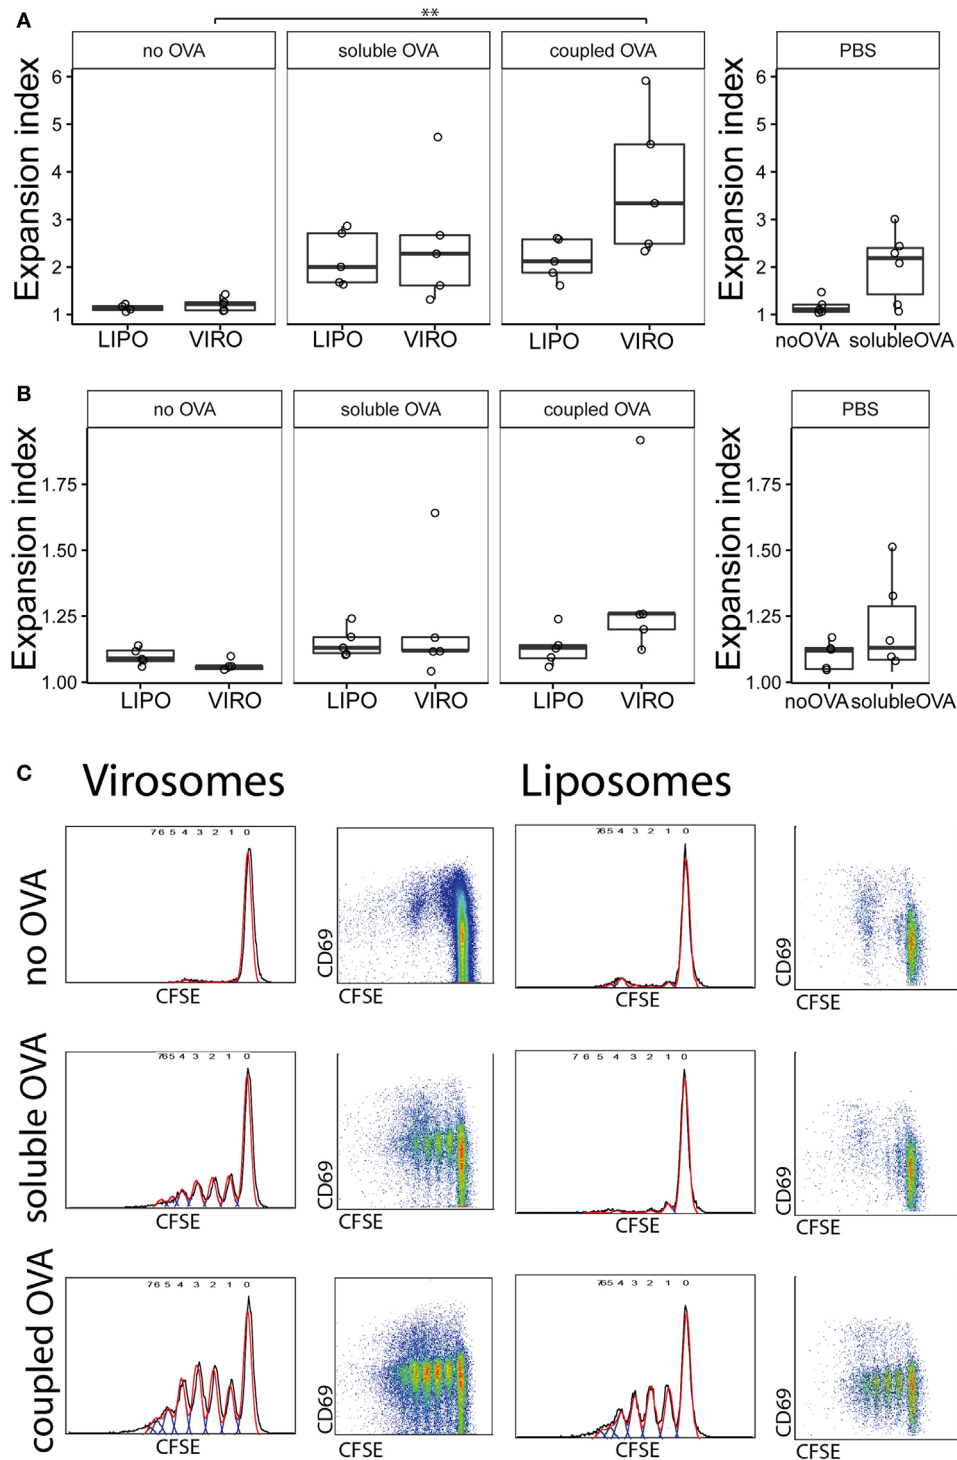 A
**
no OVA
soluble OVA
coupled OVA
PBS
Expansion index
6
5
4
3
2
1
LIPO
VIRO
LIPO
VIRO
LIPO
VIRO
Expansion index
6
5
4
3
2
1
noOVA
solubleOVA
B
no OVA
soluble OVA
coupled OVA
PBS
Expansion index
1.75
1.50
1.25
1.00
LIPO
VIRO
LIPO
VIRO
LIPO
VIRO
Expansion index
1.75
1.50
1.25
1.00
noOVA
solubleOVA
C
Virosomes
Liposomes
no OVA
7 6 5 4 3 2 1 0
CFSE
CD69
CFSE
7 6 5 4 3 2 1 0
CFSE
CD69
CFSE
soluble OVA
7 6 5 4 3 2 1 0
CFSE
CD69
CFSE
7 6 5 4 3 2 1 0
CFSE
CD69
CFSE
coupled OVA
7 6 5 4 3 2 1 0
CFSE
CD69
CFSE
7 6 5 4 3 2 1 0
CFSE
CD69
CFSE